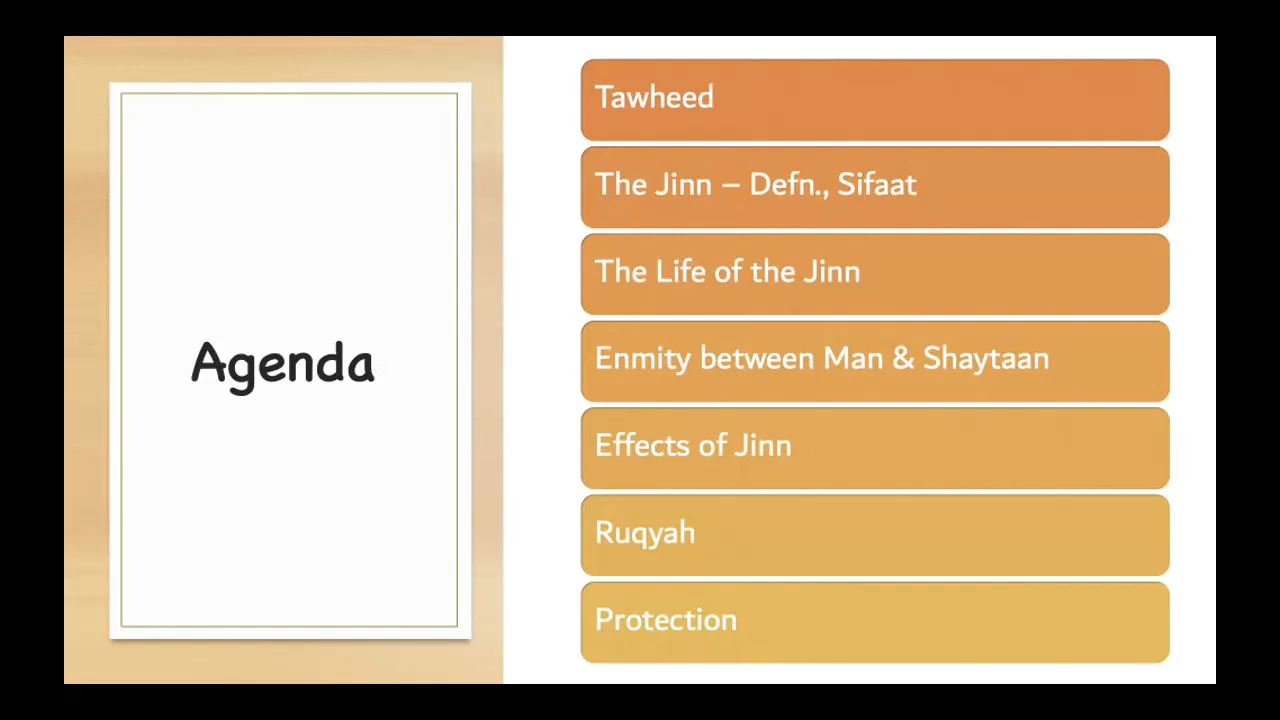 Agenda
Tawheed
The Jinn – Defn., Sifaat
The Life of the Jinn
Enmity between Man & Shaytaan
Effects of Jinn
Ruqyah
Protection